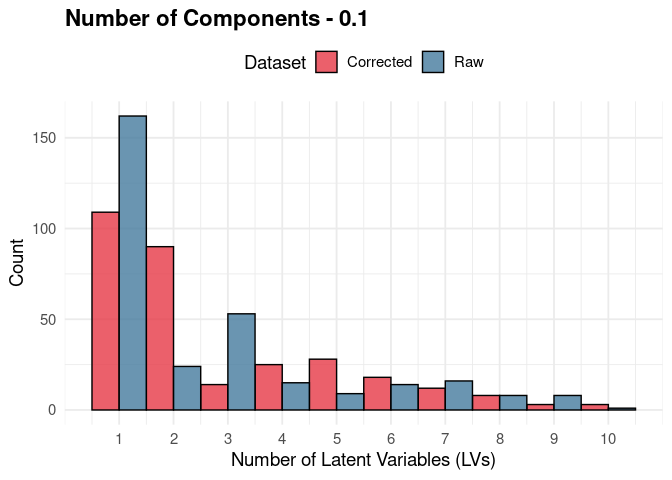 Number of Components - 0.1
Dataset Corrected Raw
150
100
50
0
Count
1 2 3 4 5 6 7 8 9 10
Number of Latent Variables (LVs)